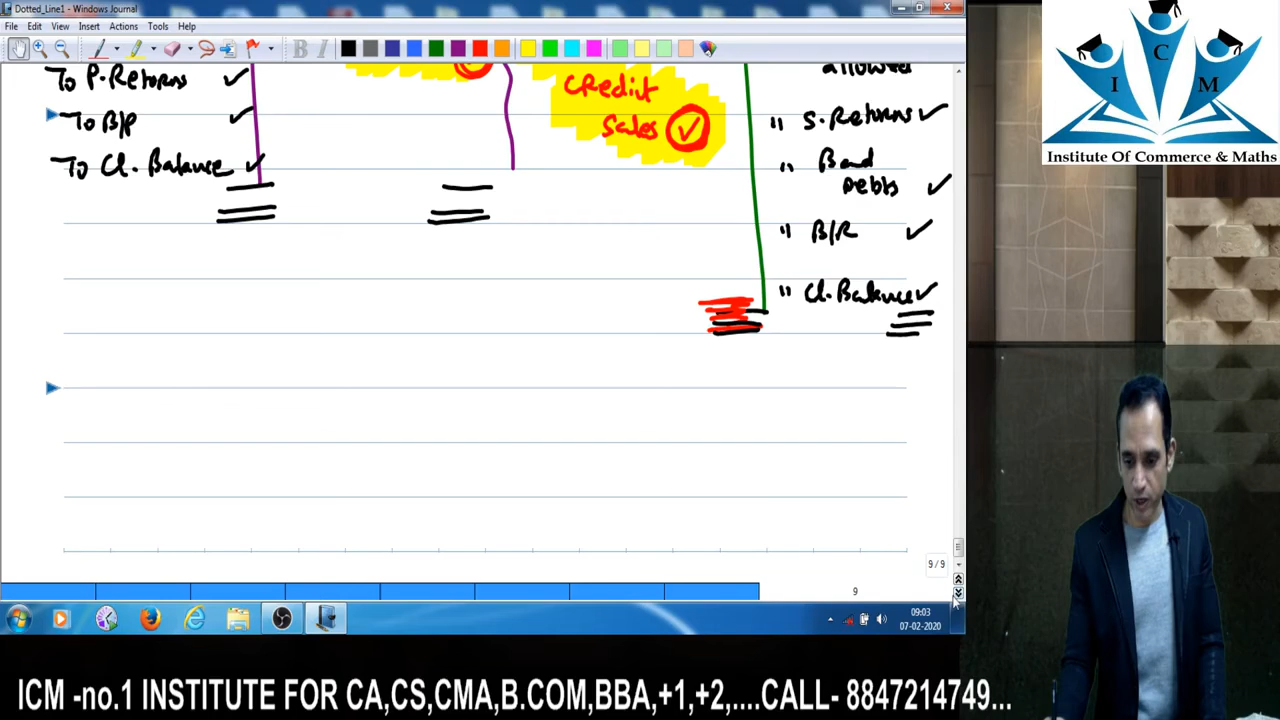 Dotted_Line1 - Windows Journal
File Edit View Insert Actions Tools Help
B I
To P.Returns ✓
To B/P ✓
To Cl. Balance ✓
Credit
Sales ✓
allowed
" S.Returns ✓
" Bad
Debts ✓
" B/R ✓
" Cl. Balance ✓
9 / 9
9
09:03
07-02-2020
I C M
Institute Of Commerce & Maths
ICM -no.1 INSTITUTE FOR CA,CS,CMA,B.COM,BBA,+1,+2,....CALL- 8847214749...